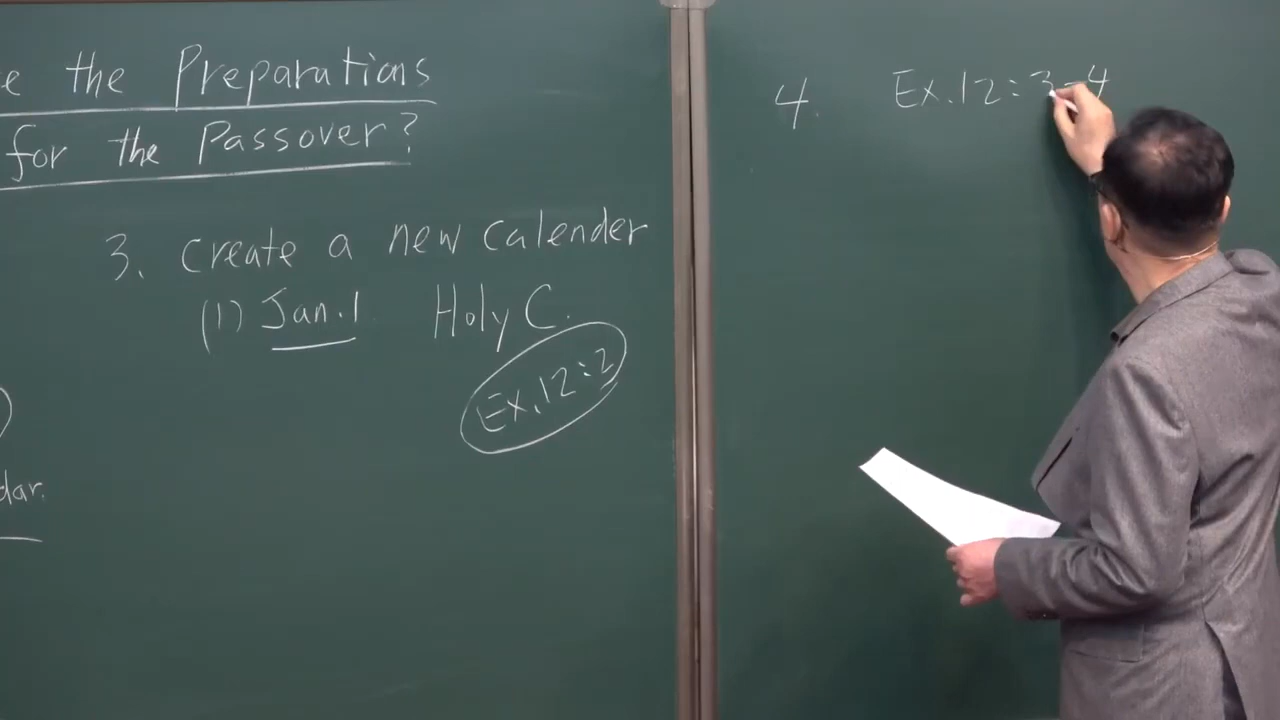 e the Preparations
for the Passover?
3. create a new calender
(1) Jan. 1 Holy C.
Ex. 12:2
dar.
4. Ex. 12:3-4